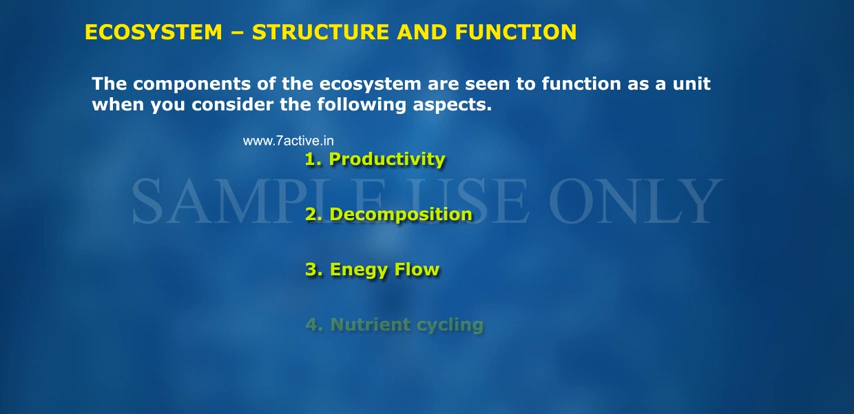 ECOSYSTEM – STRUCTURE AND FUNCTION
The components of the ecosystem are seen to function as a unit
when you consider the following aspects.
www.7active.in
1. Productivity
SAMPLE USE ONLY
2. Decomposition
3. Enegy Flow
4. Nutrient cycling